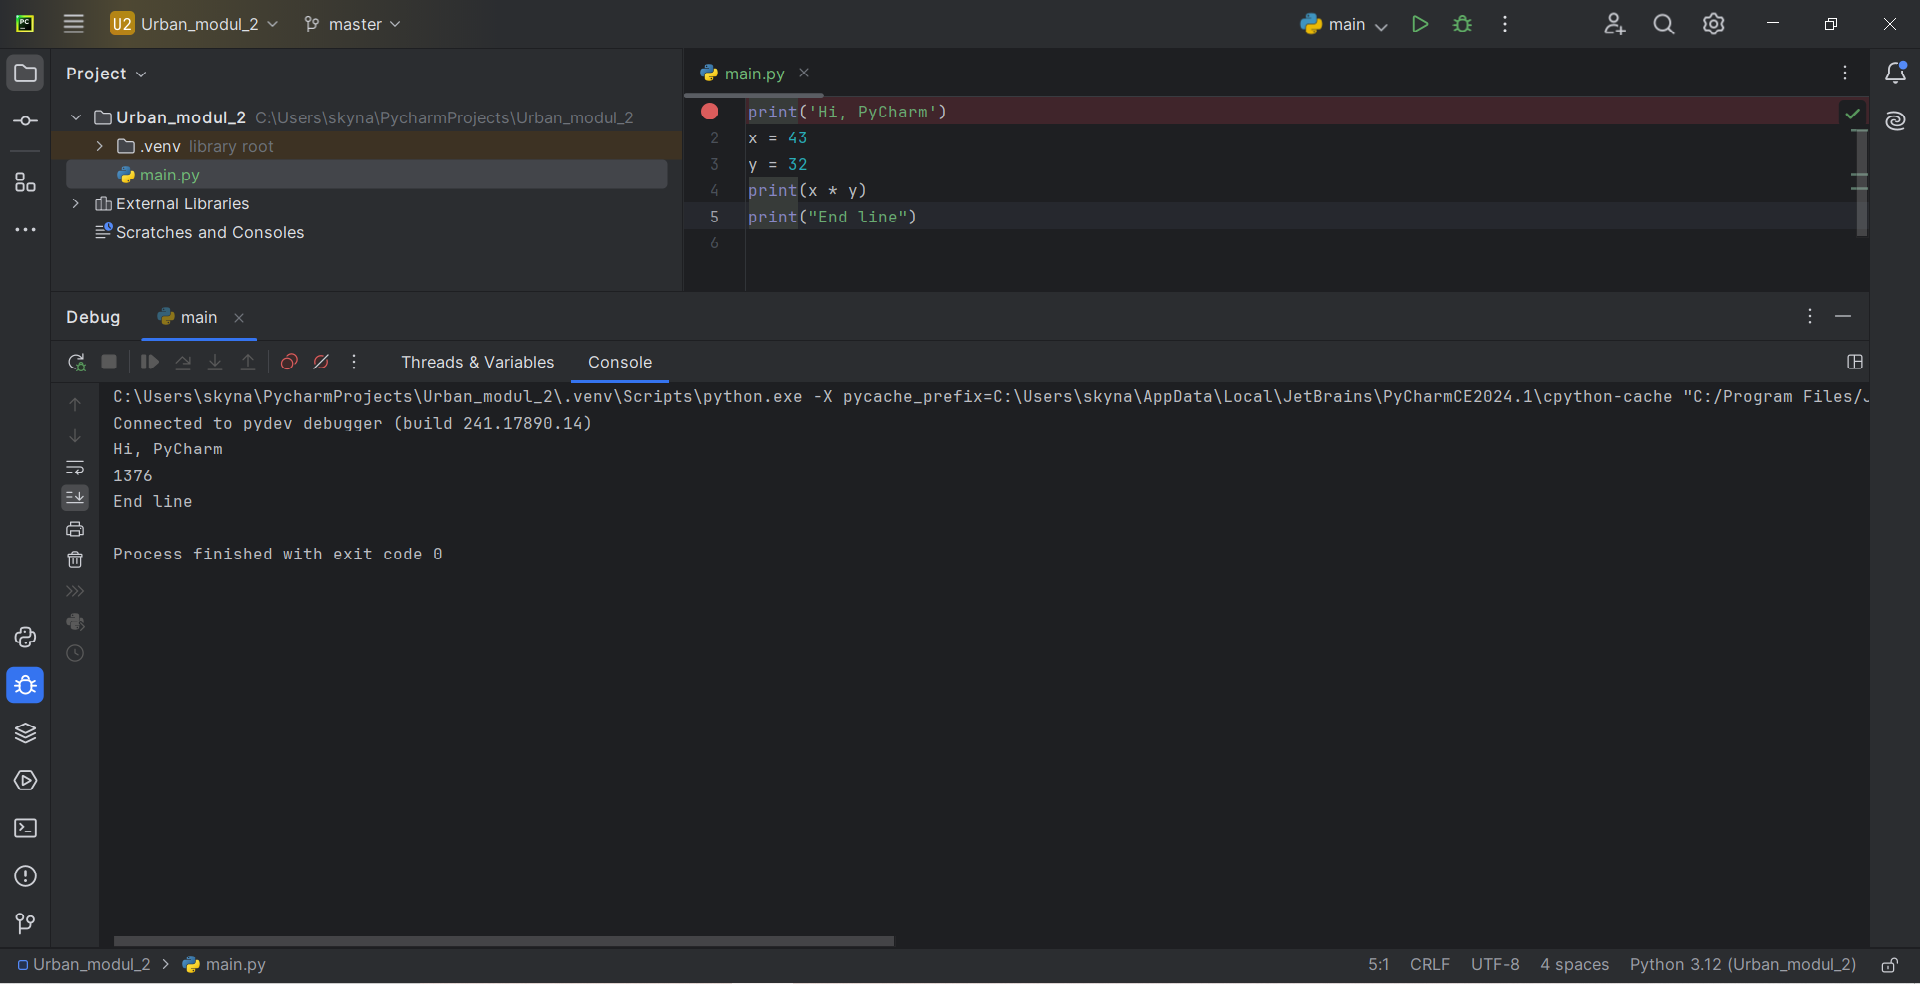 PC
U2 Urban_modul_2
master
main
Project
main.py
Urban_modul_2 C:\Users\skyna\PycharmProjects\Urban_modul_2
.venv library root
main.py
External Libraries
Scratches and Consoles
print('Hi, PyCharm')
2 x = 43
3 y = 32
4 print(x * y)
5 print("End line")
6
Debug
main
Threads & Variables
Console
C:\Users\skyna\PycharmProjects\Urban_modul_2\.venv\Scripts\python.exe -X pycache_prefix=C:\Users\skyna\AppData\Local\JetBrains\PyCharmCE2024.1\cpython-cache "C:/Program Files/J
Connected to pydev debugger (build 241.17890.14)
Hi, PyCharm
1376
End line
Process finished with exit code 0
Urban_modul_2 > main.py
5:1 CRLF UTF-8 4 spaces Python 3.12 (Urban_modul_2)